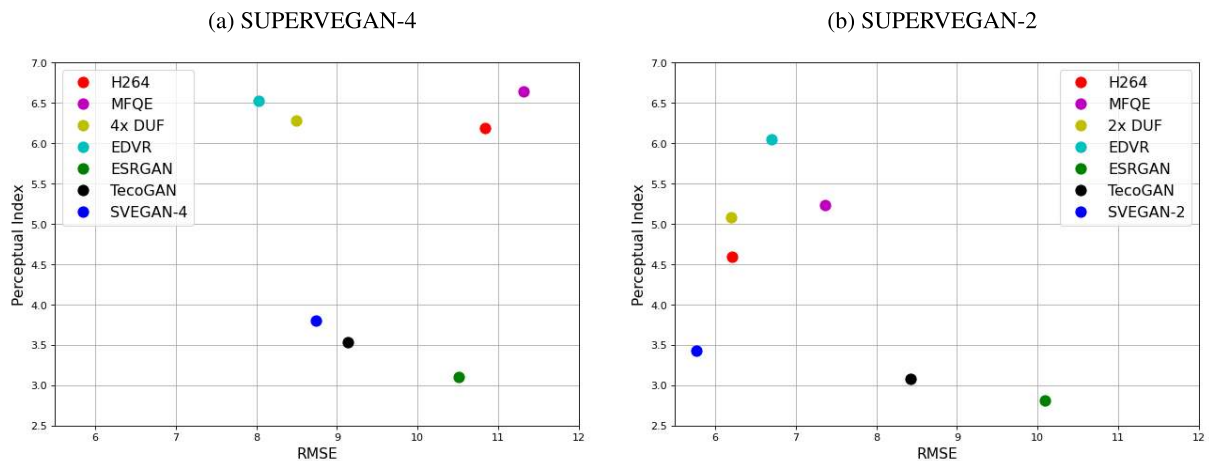 (a) SUPERVEGAN-4
7.0
6.5
6.0
5.5
5.0
4.5
4.0
3.5
3.0
2.5
Perceptual Index
H264
MFQE
4x DUF
EDVR
ESRGAN
TecoGAN
SVEGAN-4
6 7 8 9 10 11 12
RMSE
(b) SUPERVEGAN-2
7.0
6.5
6.0
5.5
5.0
4.5
4.0
3.5
3.0
2.5
Perceptual Index
H264
MFQE
2x DUF
EDVR
ESRGAN
TecoGAN
SVEGAN-2
6 7 8 9 10 11 12
RMSE